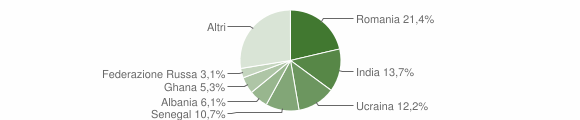 Altri
Romania 21,4%
Federazione Russa 3,1%
India 13,7%
Ghana 5,3%
Albania 6,1%
Ucraina 12,2%
Senegal 10,7%